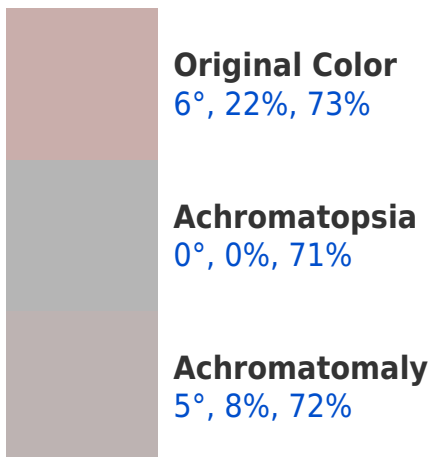 Original Color
6°, 22%, 73%
Achromatopsia
0°, 0%, 71%
Achromatomaly
5°, 8%, 72%